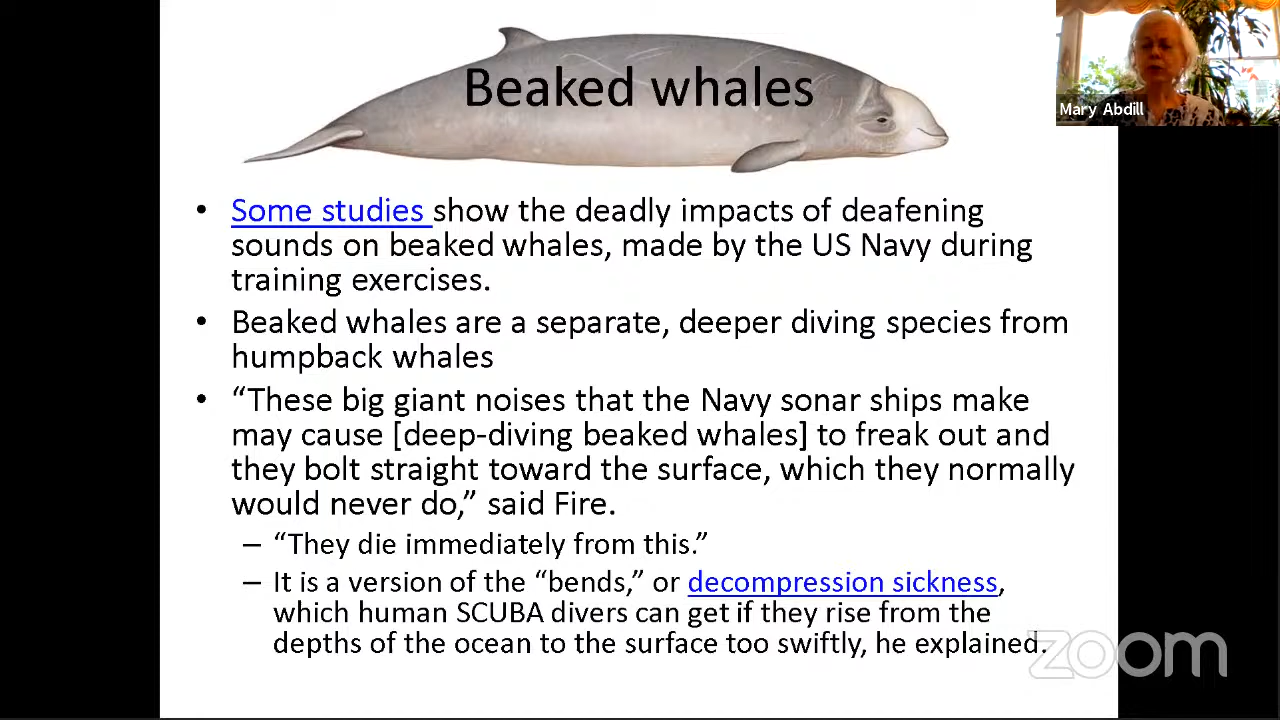 Beaked whales
Mary Abdill
• Some studies show the deadly impacts of deafening
sounds on beaked whales, made by the US Navy during
training exercises.
• Beaked whales are a separate, deeper diving species from
humpback whales
• “These big giant noises that the Navy sonar ships make
may cause [deep-diving beaked whales] to freak out and
they bolt straight toward the surface, which they normally
would never do,” said Fire.
– “They die immediately from this.”
– It is a version of the “bends,” or decompression sickness,
which human SCUBA divers can get if they rise from the
depths of the ocean to the surface too swiftly, he explained.
zoom